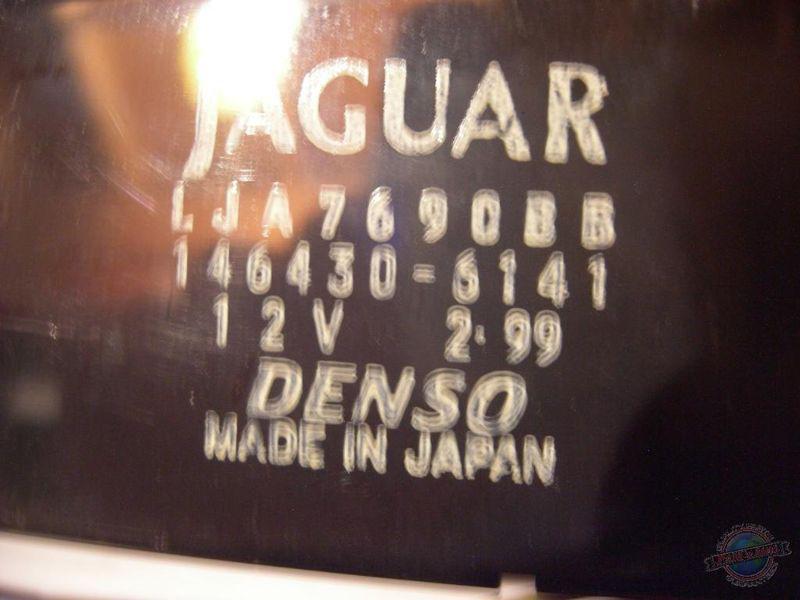 JAGUAR
LJA7690BB
146430-6141
12V 2·99
DENSO
MADE IN JAPAN